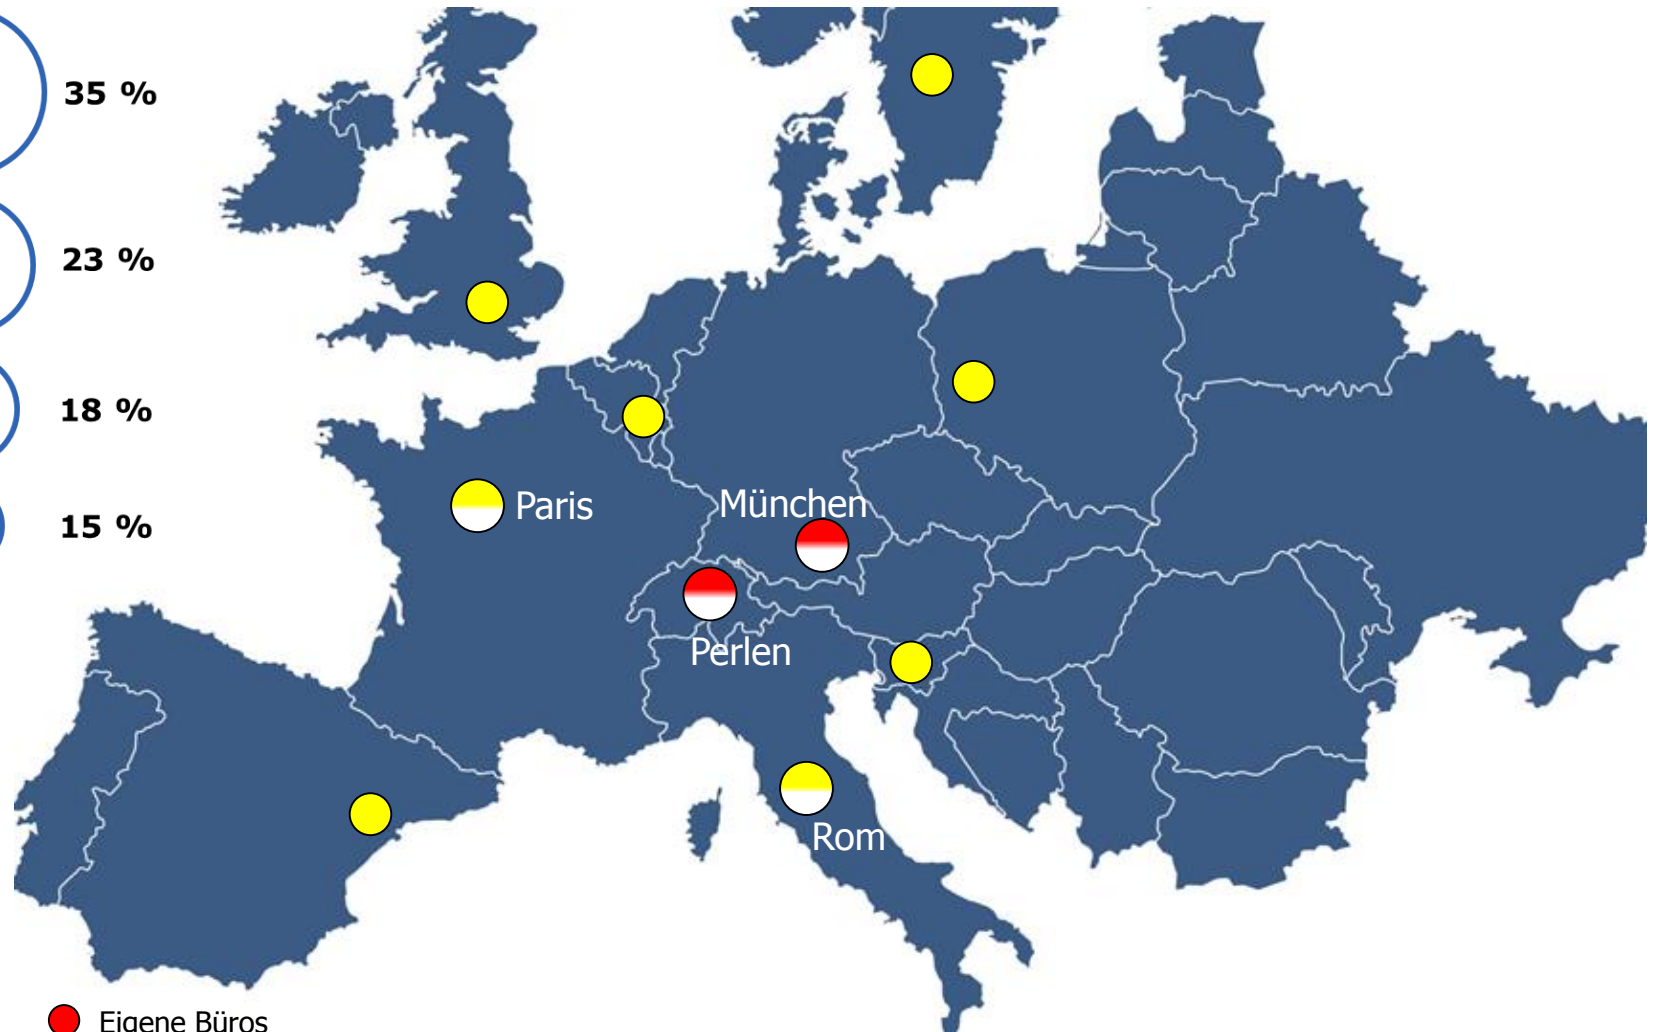 35 %
23 %
18 %
15 %
Paris
München
Perlen
Rom
Eigene Büros